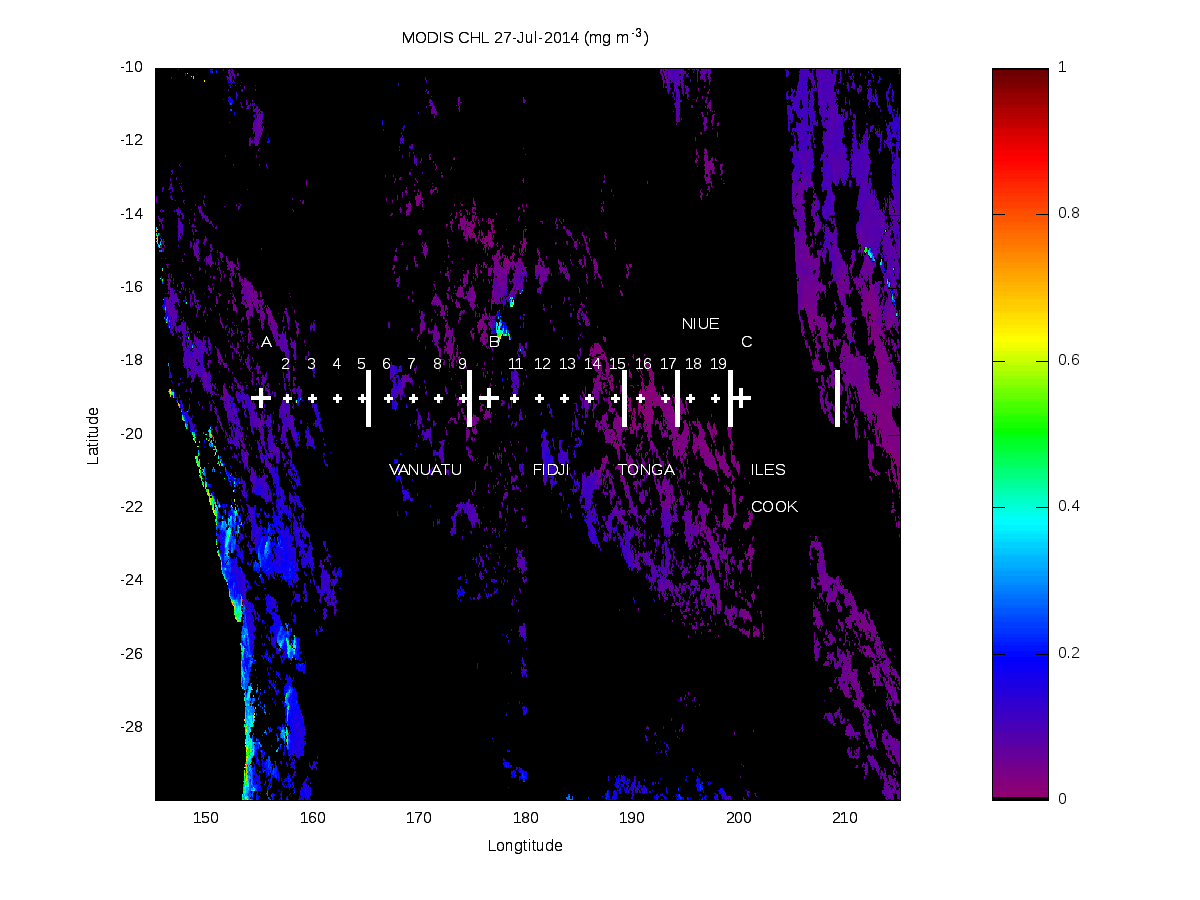 MODIS CHL 27-Jul-2014 (mg m-3)
-10
-12
-14
-16
-18
-20
-22
-24
-26
-28
Latitude
NIUE
A B C
2 3 4 5 6 7 8 9 11 12 13 14 15 16 17 18 19
VANUATU FIDJI TONGA ILES
COOK
150 160 170 180 190 200 210
Longtitude
1
0.8
0.6
0.4
0.2
0